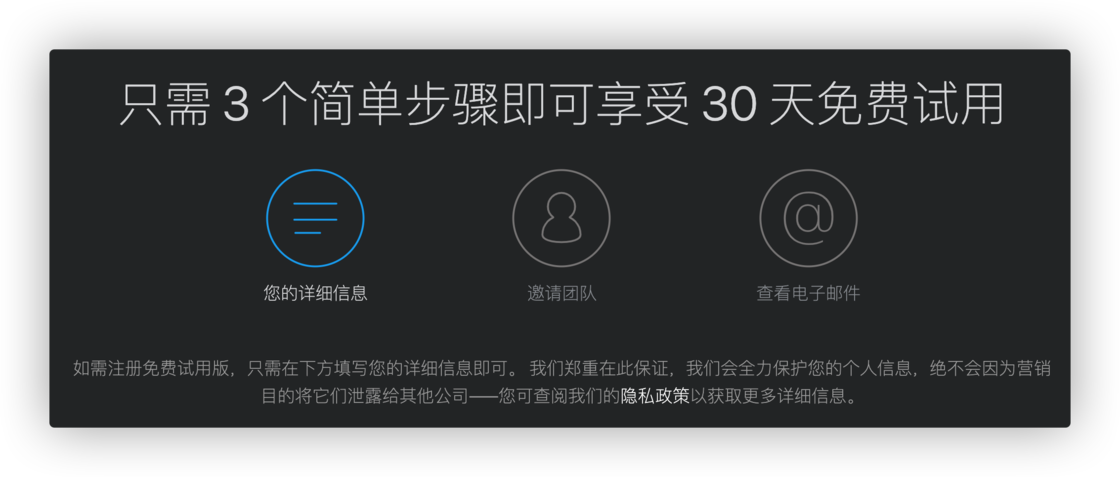 只需 3 个简单步骤即可享受 30 天免费试用
@
您的详细信息
邀请团队
查看电子邮件
如需注册免费试用版，只需在下方填写您的详细信息即可。 我们郑重在此保证，我们会全力保护您的个人信息，绝不会因为营销
目的将它们泄露给其他公司——您可查阅我们的隐私政策以获取更多详细信息。